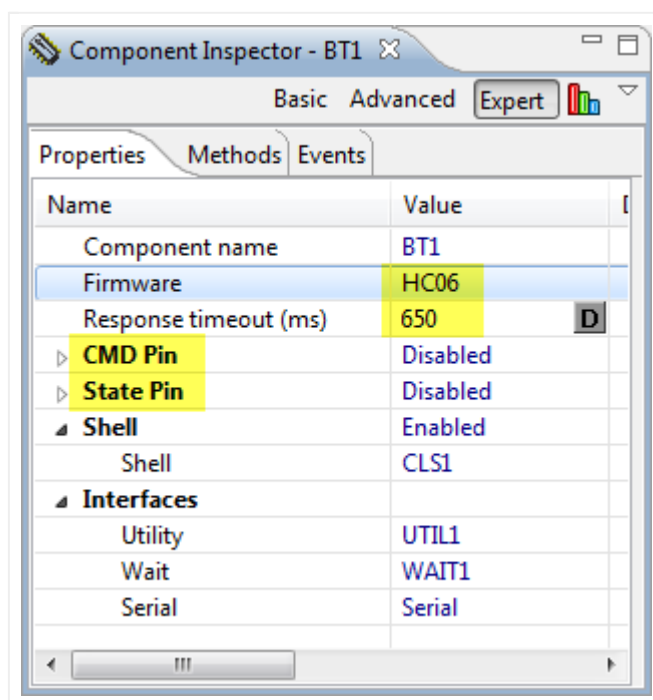 Component Inspector - BT1
Basic Advanced Expert
Properties Methods Events
Name Value
Component name BT1
Firmware HC06
Response timeout (ms) 650 D
CMD Pin Disabled
State Pin Disabled
Shell Enabled
Shell CLS1
Interfaces
Utility UTIL1
Wait WAIT1
Serial Serial